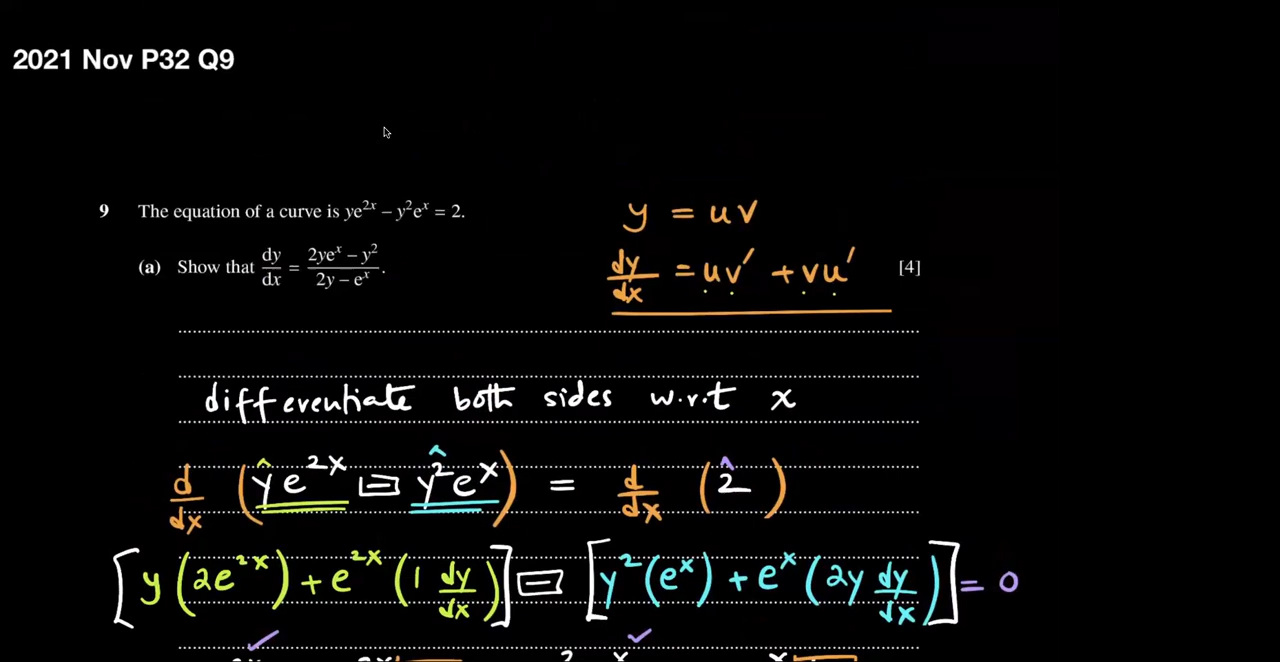 2021 Nov P32 Q9
9 The equation of a curve is ye^{2x} − y^2e^x = 2.
y = uv
(a) Show that dy/dx = (2ye^x − y^2)/(2y − e^x).
dy/dx = uv′ + vu′
[4]
differentiate both sides w.r.t x
d/dx (ye^{2x} − y^2e^x) = d/dx (2)
[y(2e^{2x}) + e^{2x}(1 dy/dx)] − [y^2(e^x) + e^x(2y dy/dx)] = 0